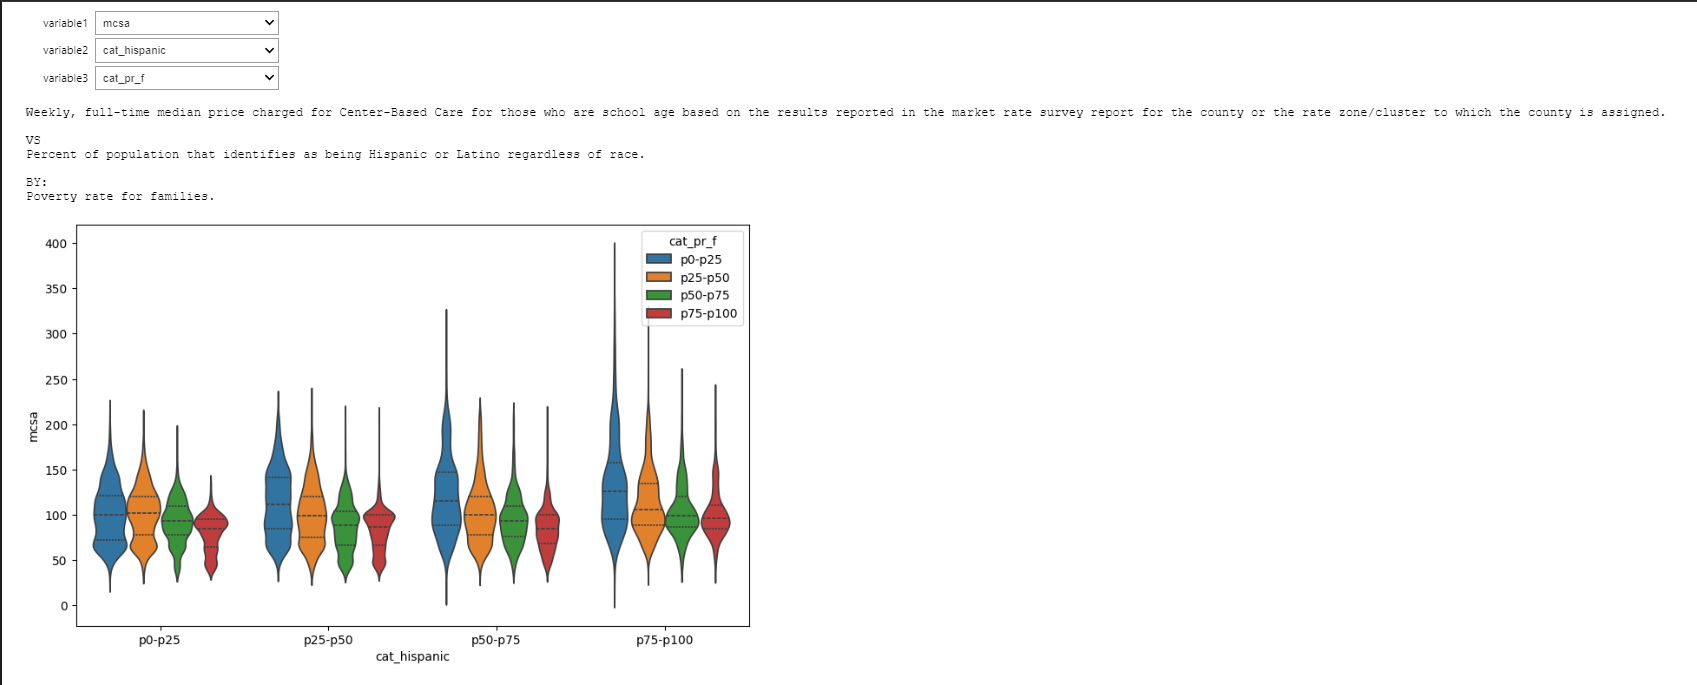 variable1 mcsa
variable2 cat_hispanic
variable3 cat_pr_f
Weekly, full-time median price charged for Center-Based Care for those who are school age based on the results reported in the market rate survey report for the county or the rate zone/cluster to which the county is assigned.
VS
Percent of population that identifies as being Hispanic or Latino regardless of race.
BY:
Poverty rate for families.
cat_pr_f
p0-p25
p25-p50
p50-p75
p75-p100
400
350
300
250
200
150
100
50
0
mcsa
p0-p25 p25-p50 p50-p75 p75-p100
cat_hispanic